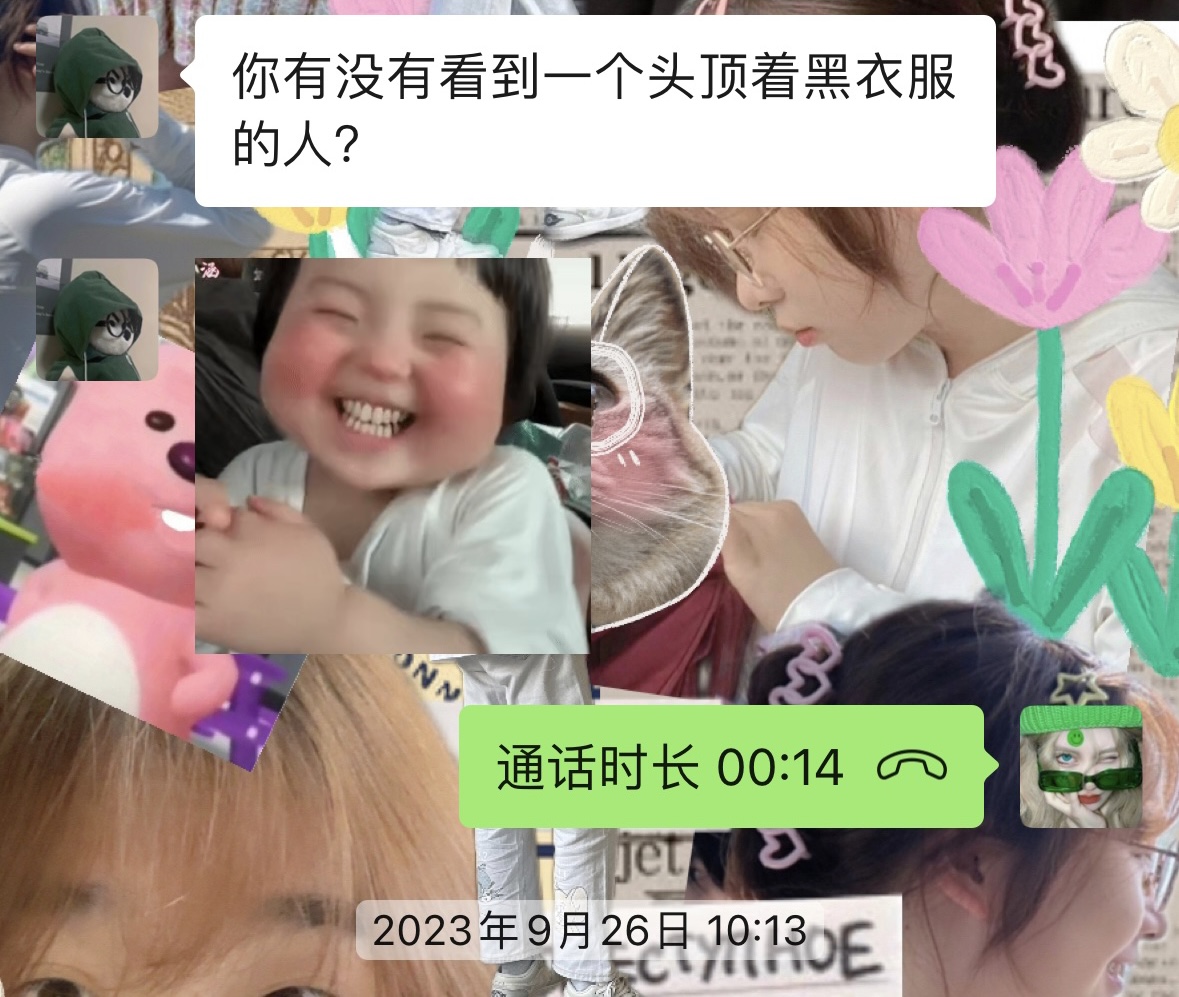 你有没有看到一个头顶着黑衣服
的人？
通话时长 00:14
jet
2023年9月26日 10:13